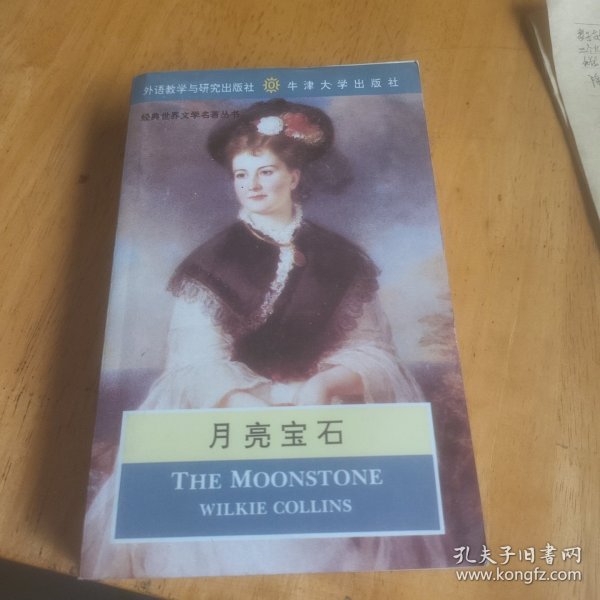 外语教学与研究出版社 牛津大学出版社
经典世界文学名著丛书
月亮宝石
THE MOONSTONE
WILKIE COLLINS
孔夫子旧书网
www.kongfz.com